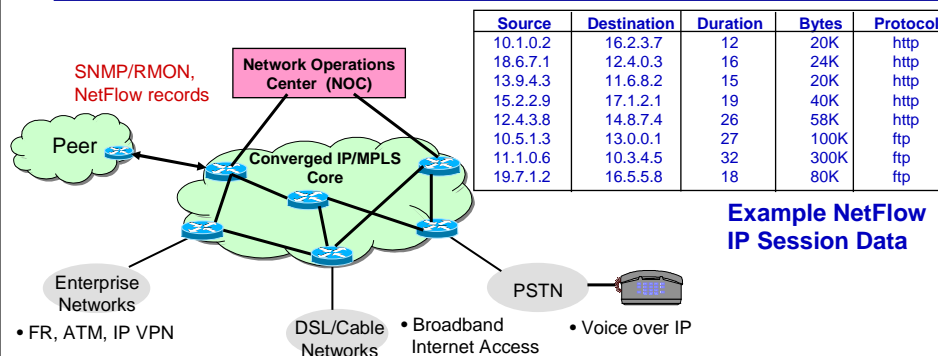 Source Destination Duration Bytes Protocol
10.1.0.2 16.2.3.7 12 20K http
18.6.7.1 12.4.0.3 16 24K http
13.9.4.3 11.6.8.2 15 20K http
15.2.2.9 17.1.2.1 19 40K http
12.4.3.8 14.8.7.4 26 58K http
10.5.1.3 13.0.0.1 27 100K ftp
11.1.0.6 10.3.4.5 32 300K ftp
19.7.1.2 16.5.5.8 18 80K ftp
Example NetFlow
IP Session Data
SNMP/RMON,
NetFlow records
Network Operations
Center (NOC)
Peer
Converged IP/MPLS
Core
Enterprise
Networks
• FR, ATM, IP VPN
DSL/Cable
Networks
• Broadband
Internet Access
PSTN
• Voice over IP